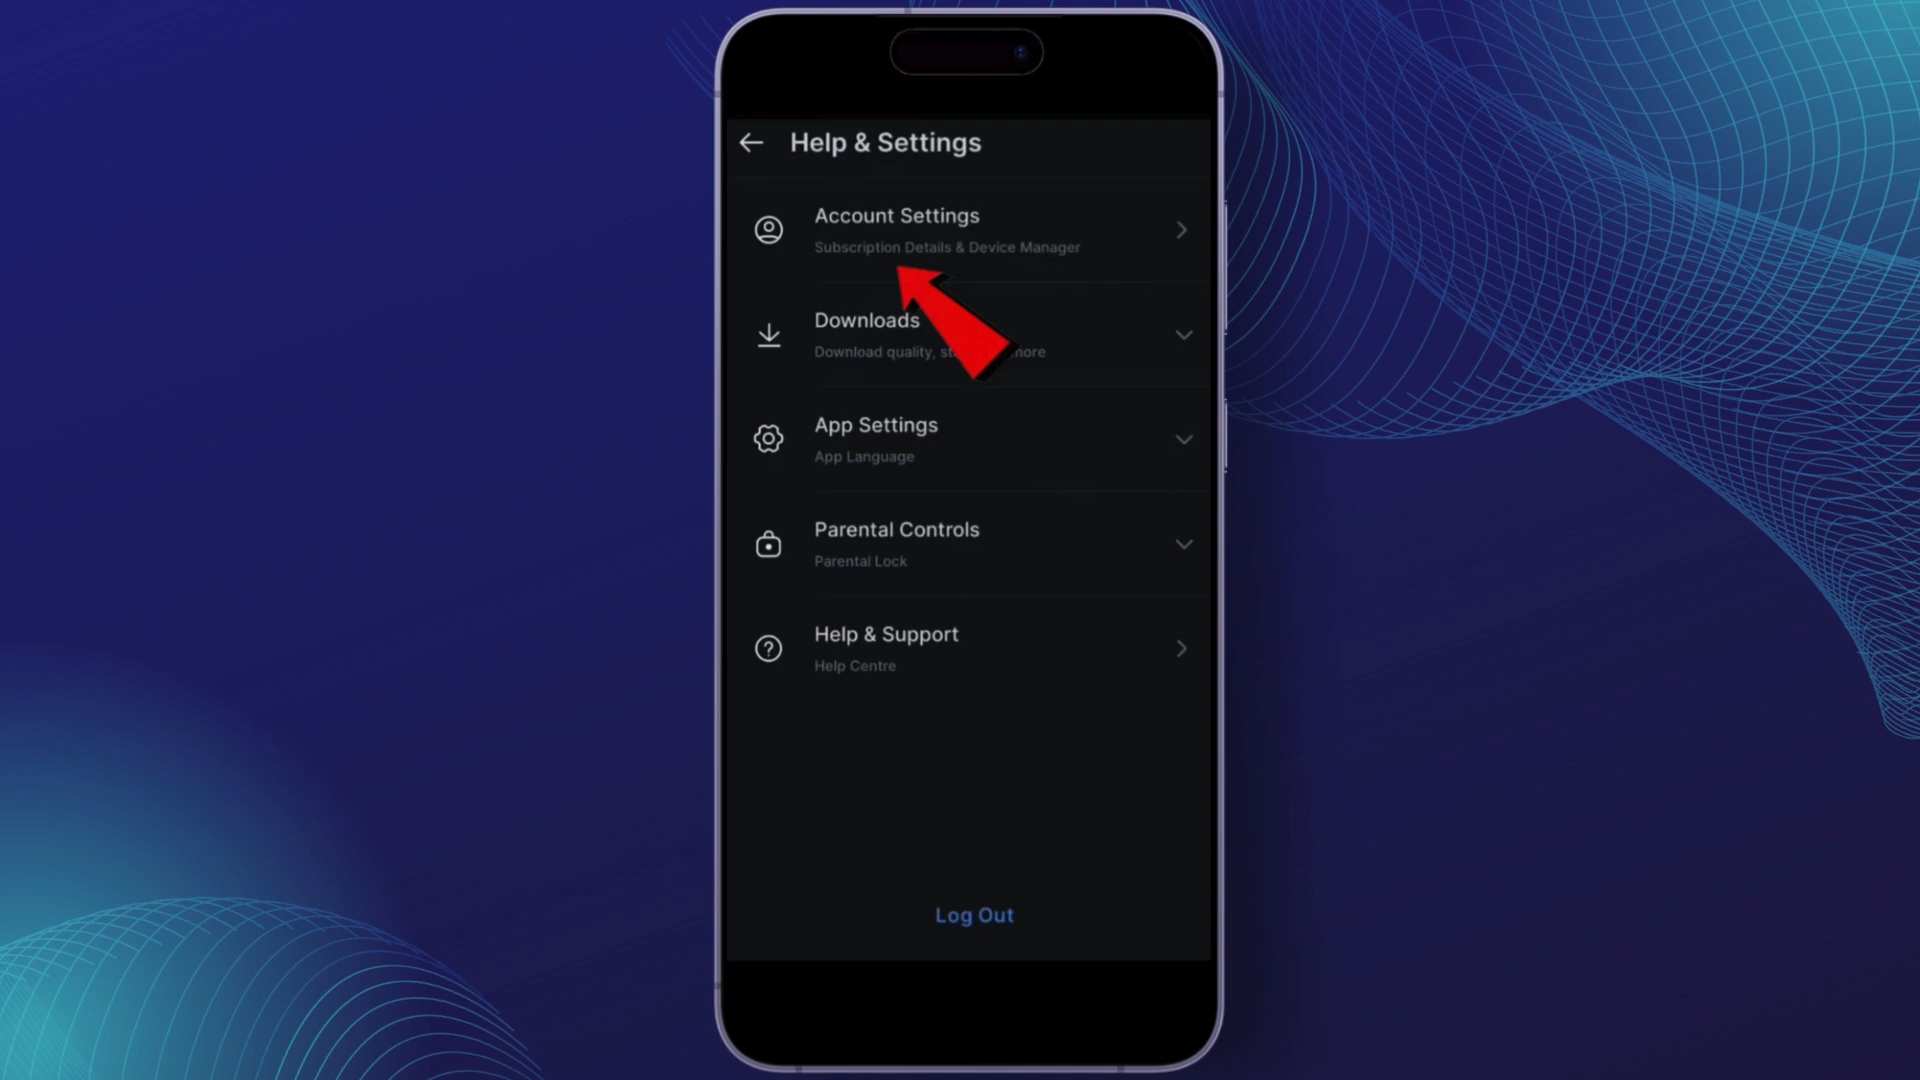 Help & Settings
Account Settings
Subscription Details & Device Manager
Downloads
Download quality, more
App Settings
App Language
Parental Controls
Parental Lock
Help & Support
Help Centre
Log Out